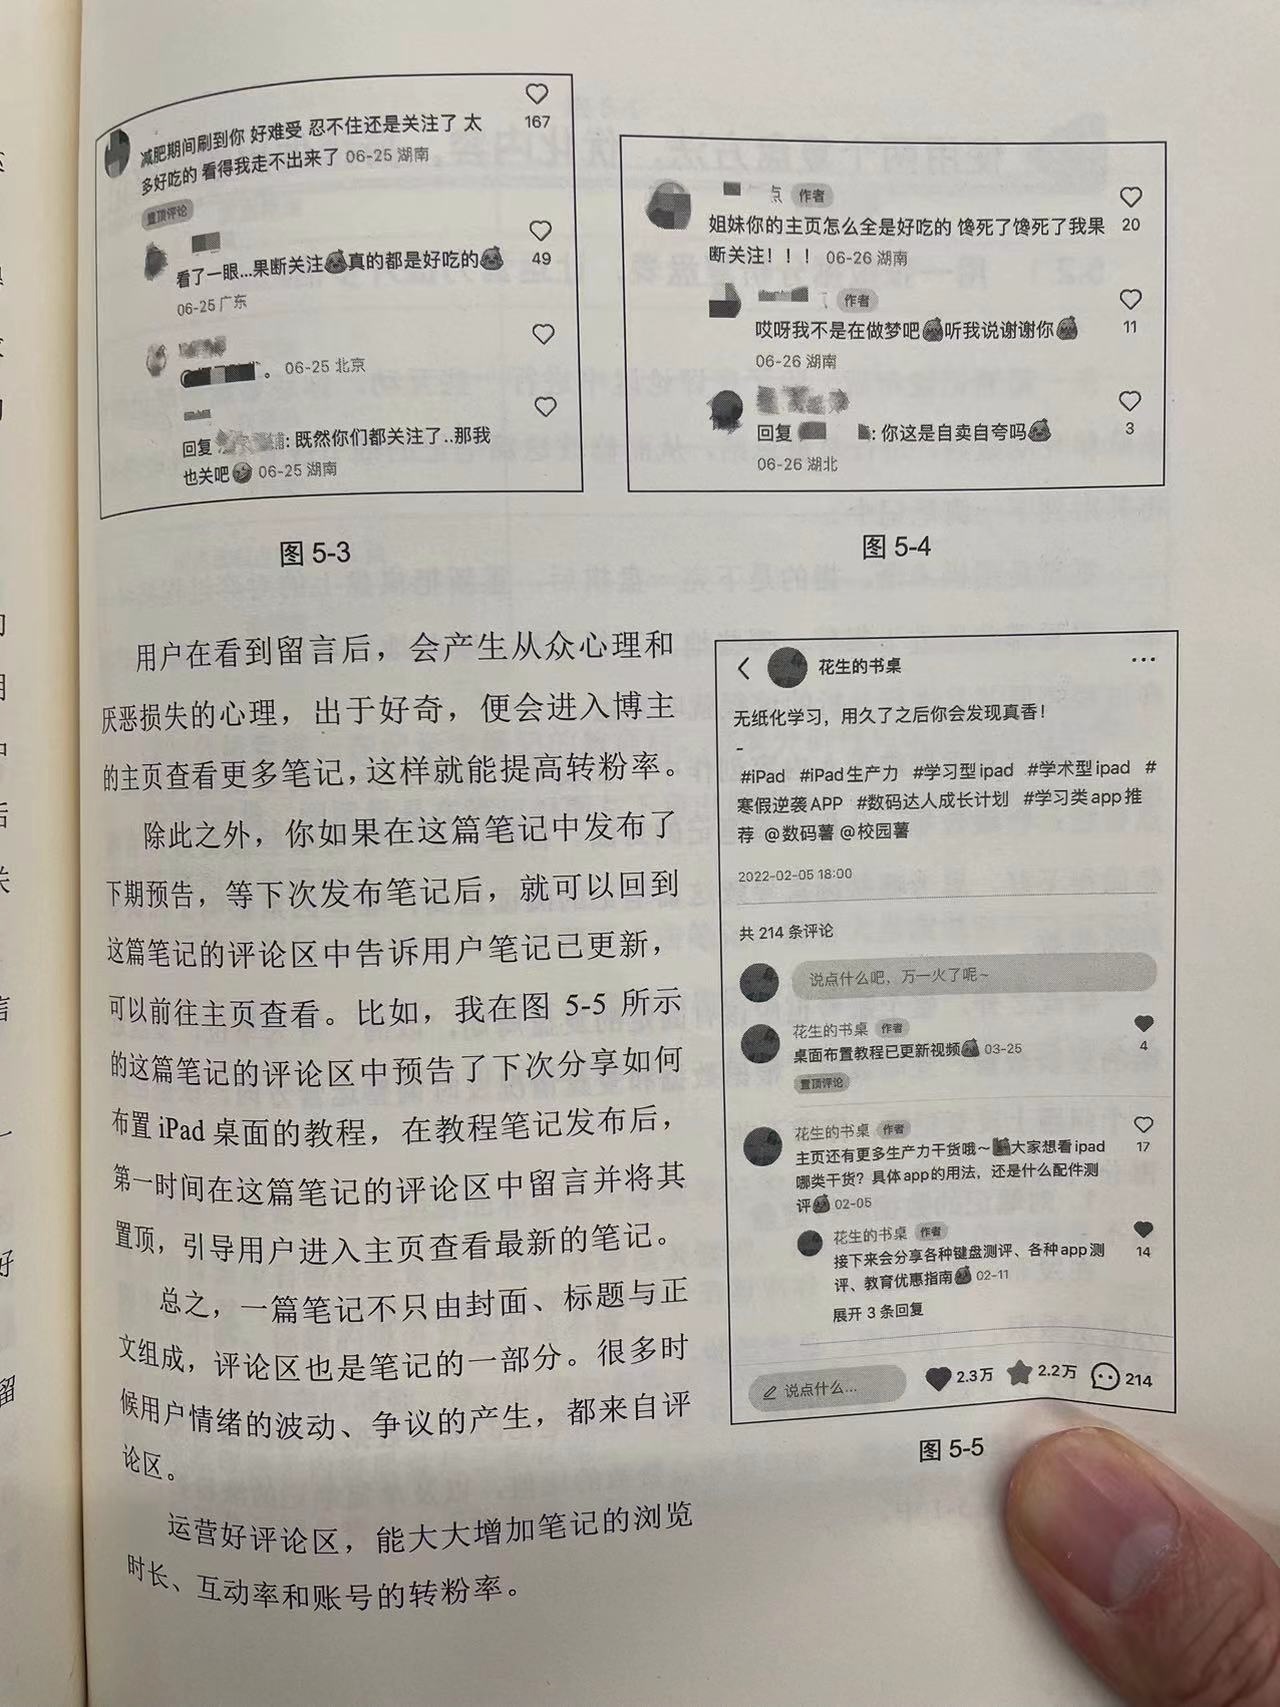 减肥期间刷到你 好难受 忍不住还是关注了 太
多好吃的 看得我走不出来了 06-25 湖南
167
置顶评论
看了一眼...果断关注真的都是好吃的
49
06-25 广东
。 06-25 北京
回复 : 既然你们都关注了..那我
也关吧 06-25 湖南
图 5-3
点 作者
姐妹你的主页怎么全是好吃的 馋死了馋死了我果
断关注！！！ 06-26 湖南
20
作者
哎呀我不是在做梦吧听我说谢谢你
11
06-26 湖南
回复 : 你这是自卖自夸吗
3
06-26 湖北
图 5-4
用户在看到留言后，会产生从众心理和
厌恶损失的心理，出于好奇，便会进入博主
的主页查看更多笔记，这样就能提高转粉率。
除此之外，你如果在这篇笔记中发布了
下期预告，等下次发布笔记后，就可以回到
这篇笔记的评论区中告诉用户笔记已更新，
可以前往主页查看。比如，我在图 5-5 所示
的这篇笔记的评论区中预告了下次分享如何
布置 iPad 桌面的教程，在教程笔记发布后，
第一时间在这篇笔记的评论区中留言并将其
置顶，引导用户进入主页查看最新的笔记。
总之，一篇笔记不只由封面、标题与正
文组成，评论区也是笔记的一部分。很多时
候用户情绪的波动、争议的产生，都来自评
论区。
运营好评论区，能大大增加笔记的浏览
时长、互动率和账号的转粉率。
花生的书桌
无纸化学习，用久了之后你会发现真香！
-
#iPad #iPad生产力 #学习型ipad #学术型ipad #
寒假逆袭APP #数码达人成长计划 #学习类app推
荐 @数码薯 @校园薯
2022-02-05 18:00
共 214 条评论
说点什么吧，万一火了呢~
花生的书桌 作者
桌面布置教程已更新视频 03-25
4
置顶评论
花生的书桌 作者
主页还有更多生产力干货哦~大家想看ipad
哪类干货？具体app的用法，还是什么配件测
评 02-05
17
花生的书桌 作者
接下来会分享各种键盘测评、各种app测
评、教育优惠指南 02-11
14
展开 3 条回复
说点什么... 2.3万 2.2万 214
图 5-5